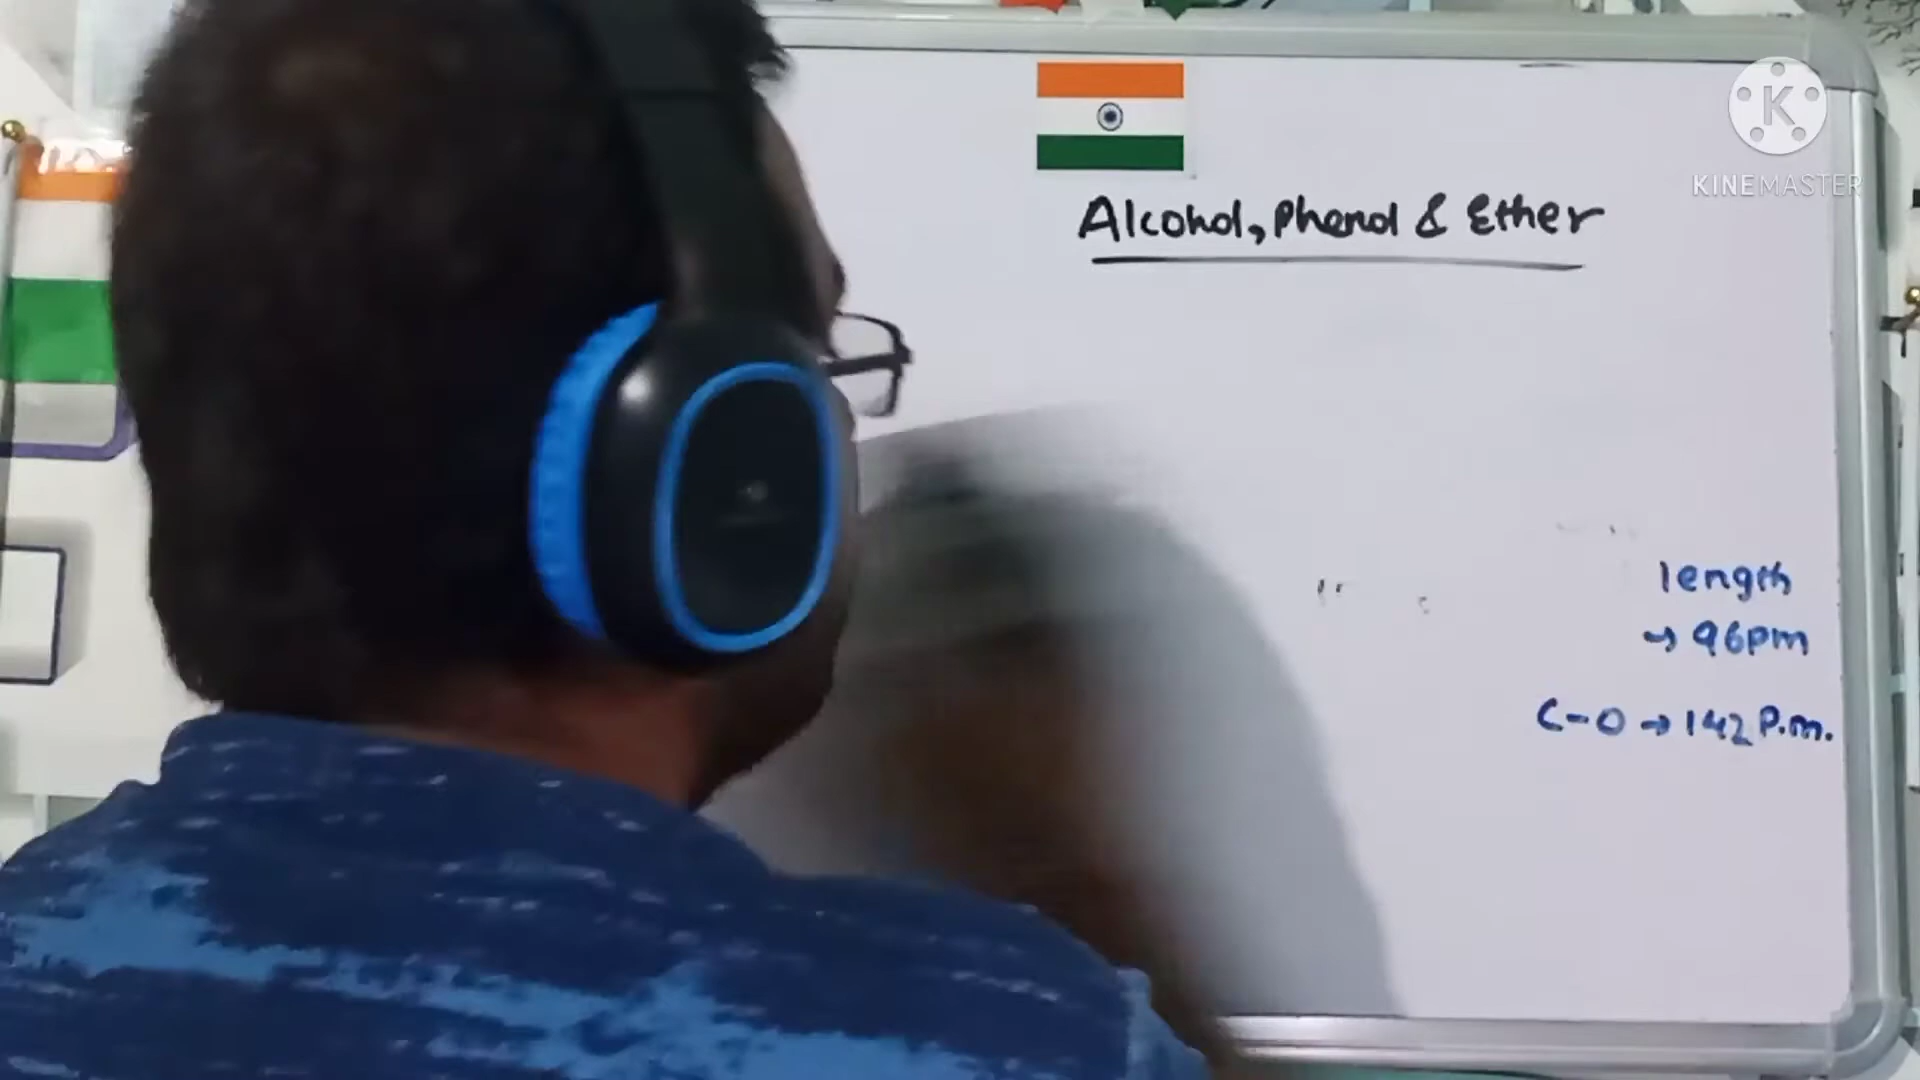 KINEMASTER
Alcohol, Phenol & Ether
length
→ 96pm
C-O → 142 P.m.